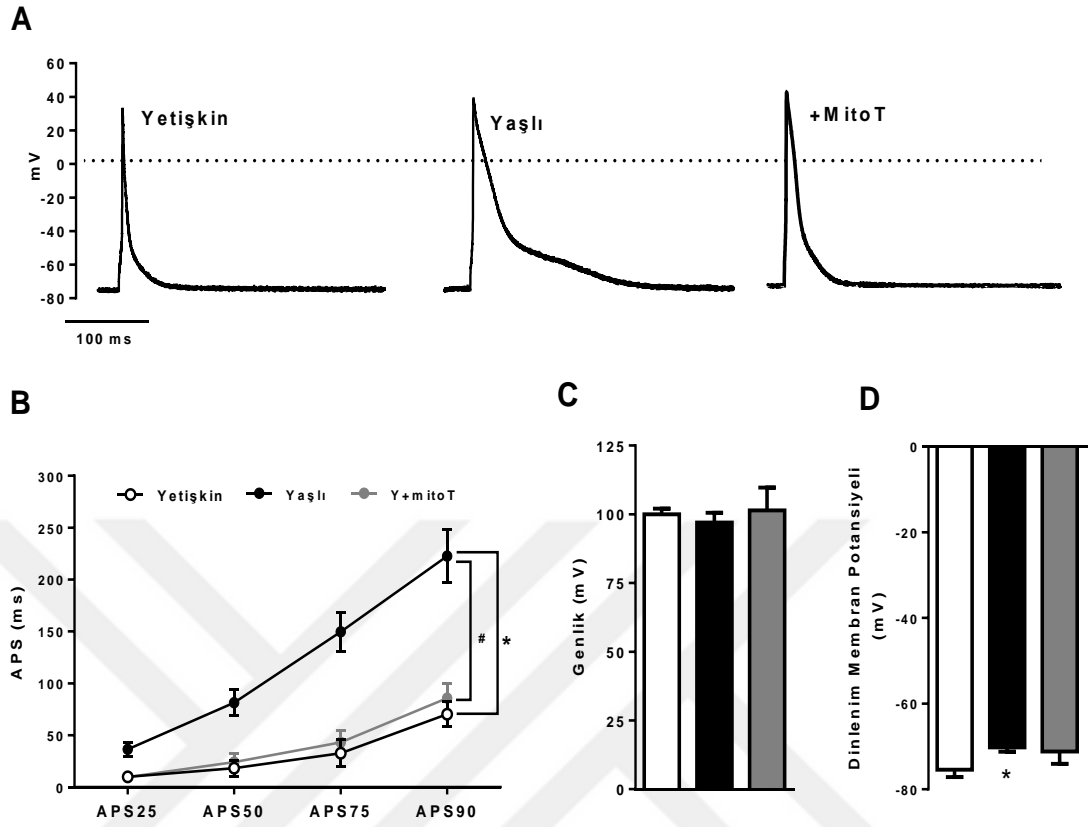 A
60
40
20
0
-20
-40
-60
-80
mV
Yetişkin
Yaşlı
+MitoT
100 ms
B
300
250
200
150
100
50
0
APS (ms)
Yetişkin Yaşlı Y+mitoT
# *
APS25 APS50 APS75 APS90
C
125
100
75
50
25
0
Genlik (mV)
D
0
-20
-40
-60
-80
Dinlenim Membran Potansiyeli
(mV)
*